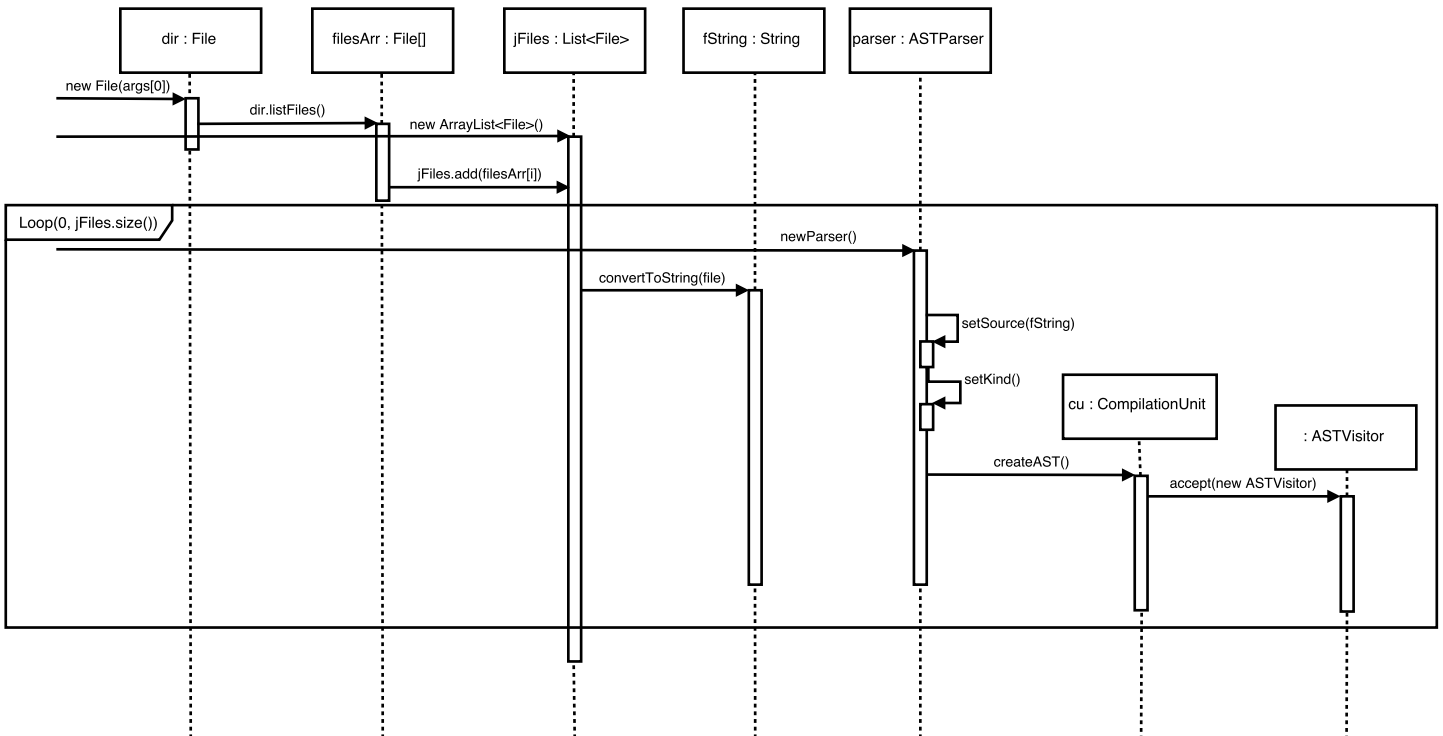 dir : File
filesArr : File[]
jFiles : List<File>
fString : String
parser : ASTParser
new File(args[0])
dir.listFiles()
new ArrayList<File>()
jFiles.add(filesArr[i])
Loop(0, jFiles.size())
newParser()
convertToString(file)
setSource(fString)
setKind()
cu : CompilationUnit
: ASTVisitor
createAST()
accept(new ASTVisitor)